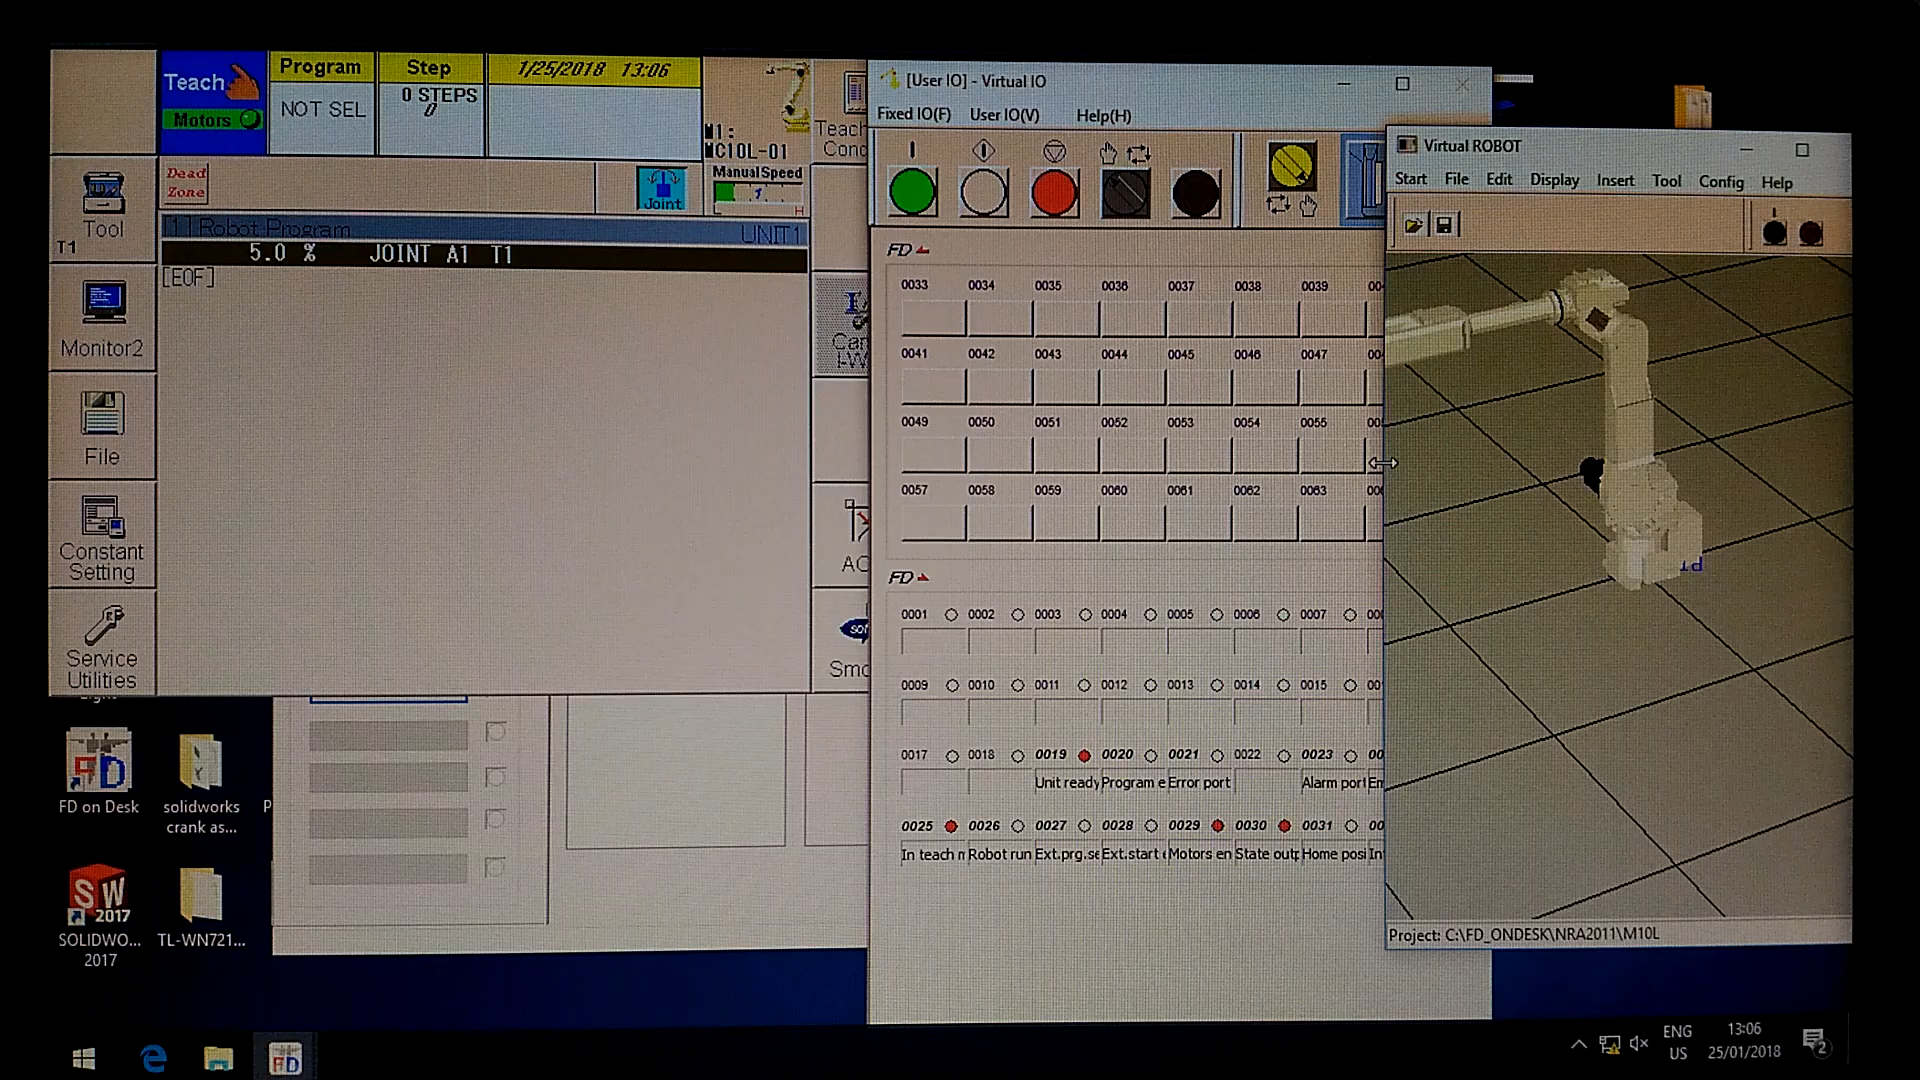 Teach
Motors
Program
NOT SEL
Step
0 STEPS
0
1/25/2018 13:06
M1:
MC10L-01
Teach
Cond
Dead
Zone
Joint
Manual Speed
H
Tool
T1
Monitor2
File
Constant
Setting
Service
Utilities
[1] Robot Program
UNIT1
5.0 % JOINT A1 T1
[EOF]
[User IO] - Virtual IO
Fixed IO(F) User IO(V) Help(H)
FD
0033 0034 0035 0036 0037 0038 0039
0041 0042 0043 0044 0045 0046 0047
0049 0050 0051 0052 0053 0054 0055
0057 0058 0059 0060 0061 0062 0063
FD
0001 0002 0003 0004 0005 0006 0007
0009 0010 0011 0012 0013 0014 0015
0017 0018 0019 0020 0021 0022 0023
Unit ready Program e Error port Alarm port
0025 0026 0027 0028 0029 0030 0031
In teach m Robot run Ext.prg.se Ext.start Motors en State outp Home posi
Virtual ROBOT
Start File Edit Display Insert Tool Config Help
Project: C:\FD_ONDESK\NRA2011\M10L
FD on Desk
solidworks
crank as...
SOLIDWO...
2017
TL-WN721...
ENG
US
13:06
25/01/2018
2